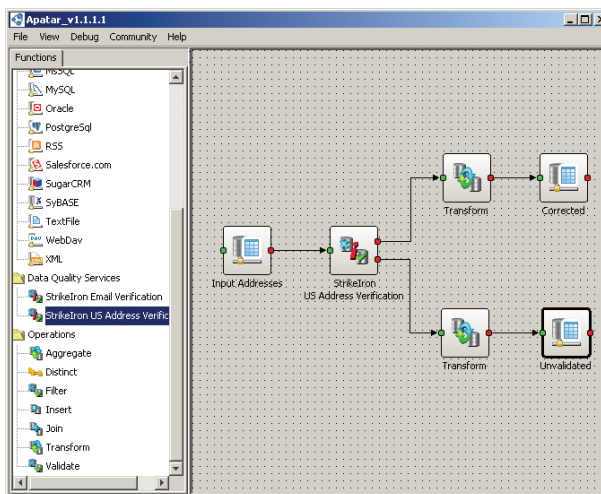 Apatar_v1.1.1.1
File View Debug Community Help
Functions
MsSQL
MySQL
Oracle
PostgreSql
RSS
Salesforce.com
SugarCRM
SyBASE
TextFile
WebDav
XML
Data Quality Services
StrikeIron Email Verification
StrikeIron US Address Verific
Operations
Aggregate
Distinct
Filter
Insert
Join
Transform
Validate
Input Addresses
StrikeIron
US Address Verification
Transform
Corrected
Transform
Unvalidated